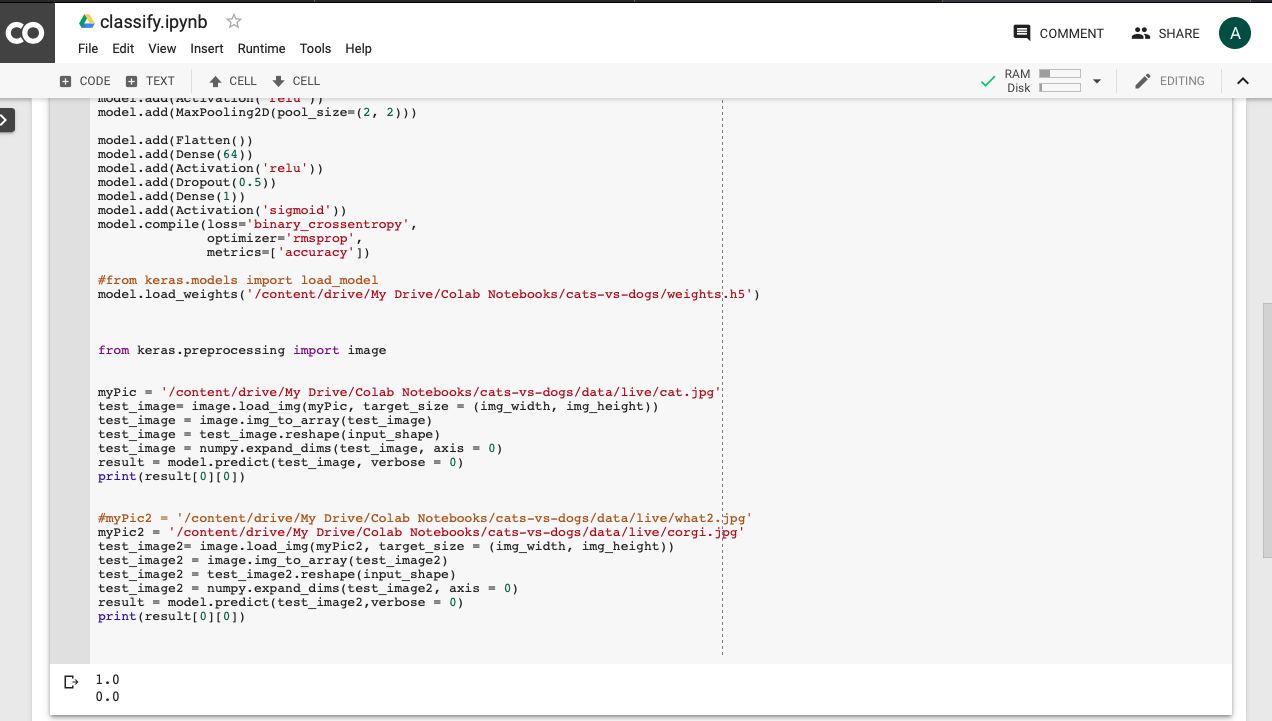 CO
classify.ipynb
File Edit View Insert Runtime Tools Help
COMMENT SHARE A
CODE TEXT CELL CELL
RAM
Disk
EDITING
model.add(Activation('relu'))
model.add(MaxPooling2D(pool_size=(2, 2)))
model.add(Flatten())
model.add(Dense(64))
model.add(Activation('relu'))
model.add(Dropout(0.5))
model.add(Dense(1))
model.add(Activation('sigmoid'))
model.compile(loss='binary_crossentropy',
optimizer='rmsprop',
metrics=['accuracy'])
#from keras.models import load_model
model.load_weights('/content/drive/My Drive/Colab Notebooks/cats-vs-dogs/weights.h5')
from keras.preprocessing import image
myPic = '/content/drive/My Drive/Colab Notebooks/cats-vs-dogs/data/live/cat.jpg'
test_image= image.load_img(myPic, target_size = (img_width, img_height))
test_image = image.img_to_array(test_image)
test_image = test_image.reshape(input_shape)
test_image = numpy.expand_dims(test_image, axis = 0)
result = model.predict(test_image, verbose = 0)
print(result[0][0])
#myPic2 = '/content/drive/My Drive/Colab Notebooks/cats-vs-dogs/data/live/what2.jpg'
myPic2 = '/content/drive/My Drive/Colab Notebooks/cats-vs-dogs/data/live/corgi.jpg'
test_image2= image.load_img(myPic2, target_size = (img_width, img_height))
test_image2 = image.img_to_array(test_image2)
test_image2 = test_image2.reshape(input_shape)
test_image2 = numpy.expand_dims(test_image2, axis = 0)
result = model.predict(test_image2,verbose = 0)
print(result[0][0])
1.0
0.0